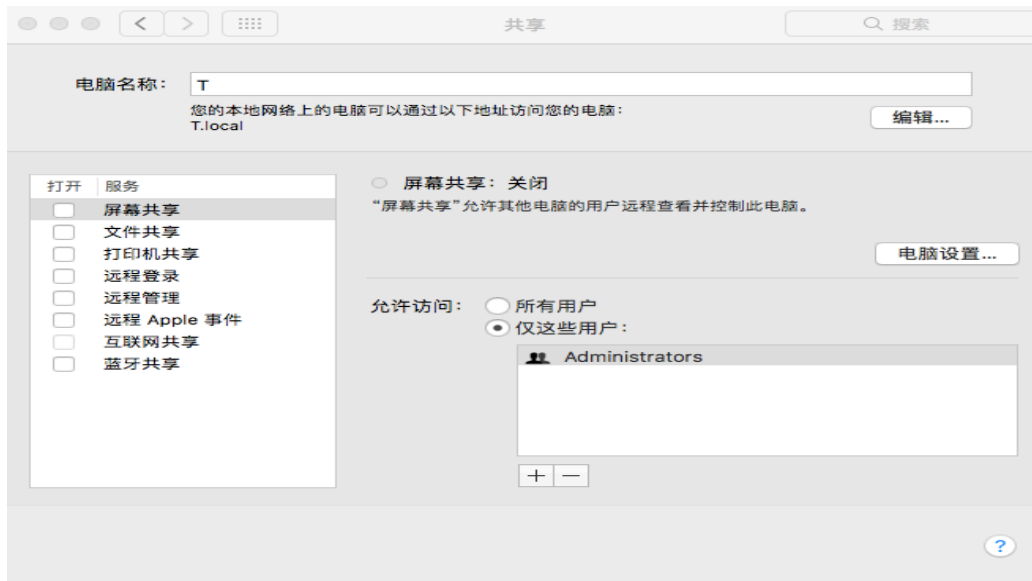 共享
搜索
电脑名称：
T
您的本地网络上的电脑可以通过以下地址访问您的电脑：
T.local
编辑...
打开 服务
屏幕共享
文件共享
打印机共享
远程登录
远程管理
远程 Apple 事件
互联网共享
蓝牙共享
屏幕共享：关闭
“屏幕共享”允许其他电脑的用户远程查看并控制此电脑。
电脑设置...
允许访问：
所有用户
仅这些用户：
Administrators
+ −
?